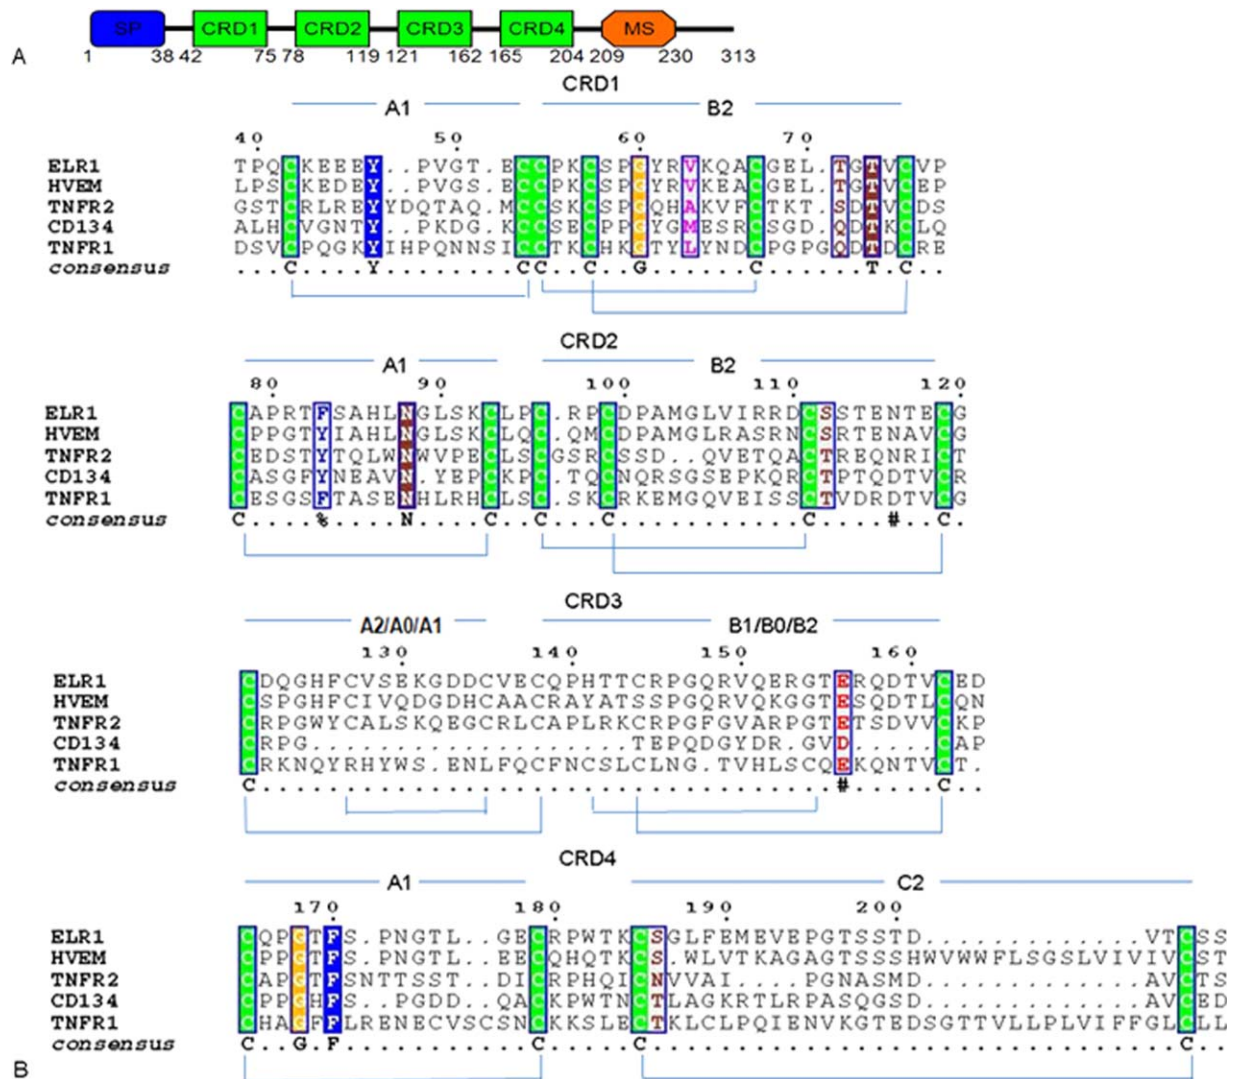 SP CRD1 CRD2 CRD3 CRD4 MS
A 1 38 42 75 78 119 121 162 165 204 209 230 313
CRD1
A1 B2
40 50 60 70
ELR1 TPQCKEEEY..PVGT.ECCPKCSPGYRVKQACGEL.TGTVCVP
HVEM LPSCKEDEY..PVGS.ECCPKCSPGYRVKEACGEL.TGTVCEP
TNFR2 GSTCRLREYYDQTAQ.MCCSKCSPGQHAKVFCTKT.SDTVCDS
CD134 ALHCVGNTY..PKDG.KCCSECPPGYGMESRCSGD.QDTKCLQ
TNFR1 DSVCPQGKYIHPQNNSICCTKCHKGTYLYNDCPGPGQDTDCRE
consensus ...C....Y........CC..C..G......C......T.C..
CRD2
A1 B2
80 90 100 110 120
ELR1 CAPRTFSAHLNGLSKCLPC.RPCDPAMGLVIRRDCSSTENTECG
HVEM CPPGTYIAHLNGLSKCLQC.QMCDPAMGLRASRNCSRTENAVCG
TNFR2 CEDSTYTQLWNWVPECLSCGSRCSSD..QVETQACTREQNRICT
CD134 CASGFYNEAVN.YEPCKPC.TQCNQRSGSEPKQRCTPTQDTVCR
TNFR1 CESGSFTASENHLRHCLSC.SKCRKEMGQVEISSCTVDRDTVCG
consensus C....%....N....C..C...C...........C....#..C.
CRD3
A2/A0/A1 B1/B0/B2
130 140 150 160
ELR1 CDQGHFCVSEKGDDCVECQPHTTCRPGQRVQERGTERQDTVCED
HVEM CSPGHFCIVQDGDHCAACRAYATSSPGQRVQKGGTESQDTLCQN
TNFR2 CRPGWYCALSKQEGCRLCAPLRKCRPGFGVARPGTETSDVVCKP
CD134 CRPG...................TEPQDGYDR.GVD.....CAP
TNFR1 CRKNQYRHYWS.ENLFQCFNCSLCLNG.TVHLSCQEKQNTVCT.
consensus C..................................#.....C..
CRD4
A1 C2
170 180 190 200
ELR1 CQPGTFS.PNGTL..GECRPWTKCSGLFEMEVEPGTSSTD.............VTCSS
HVEM CPPGTFS.PNGTL..EECQHQTKCS.WLVTKAGAGTSSSHWVWWFLSGSLVIVIVCST
TNFR2 CAPGTFSNTTSST..DICRPHQICNVVAI....PGNASMD.............AVCTS
CD134 CPPGHFS..PGDD..QACKPWTNCTLAGKRTLRPASQGSD.............AVCED
TNFR1 CHAGFFLRENECVSCSNCKKSLECTKLCLPQIENVKGTEDSGTTVLLPLVIFFGLCLL
consensus C..G.F...........C.....C...............................C..
B